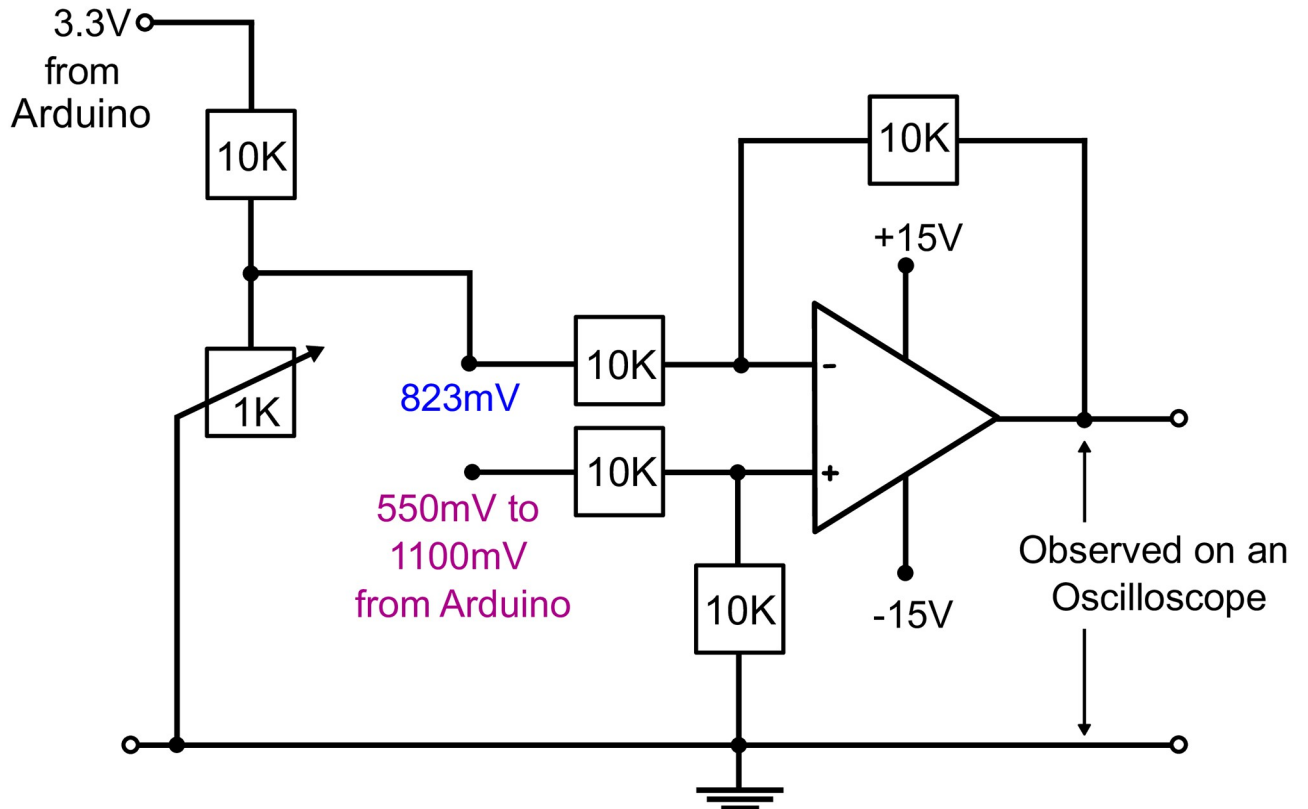 3.3V
from
Arduino
10K
10K
+15V
1K
10K
-
823mV
10K
+
550mV to
1100mV
from Arduino
10K
-15V
Observed on an
Oscilloscope